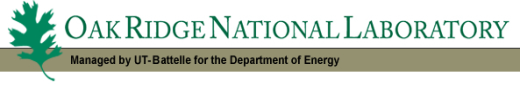 OAK RIDGE NATIONAL LABORATORY
Managed by UT-Battelle for the Department of Energy